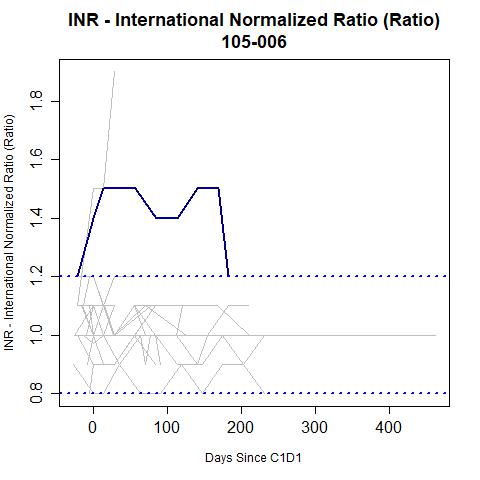 INR - International Normalized Ratio (Ratio)
105-006
INR - International Normalized Ratio (Ratio)
1.8
1.6
1.4
1.2
1.0
0.8
0 100 200 300 400
Days Since C1D1